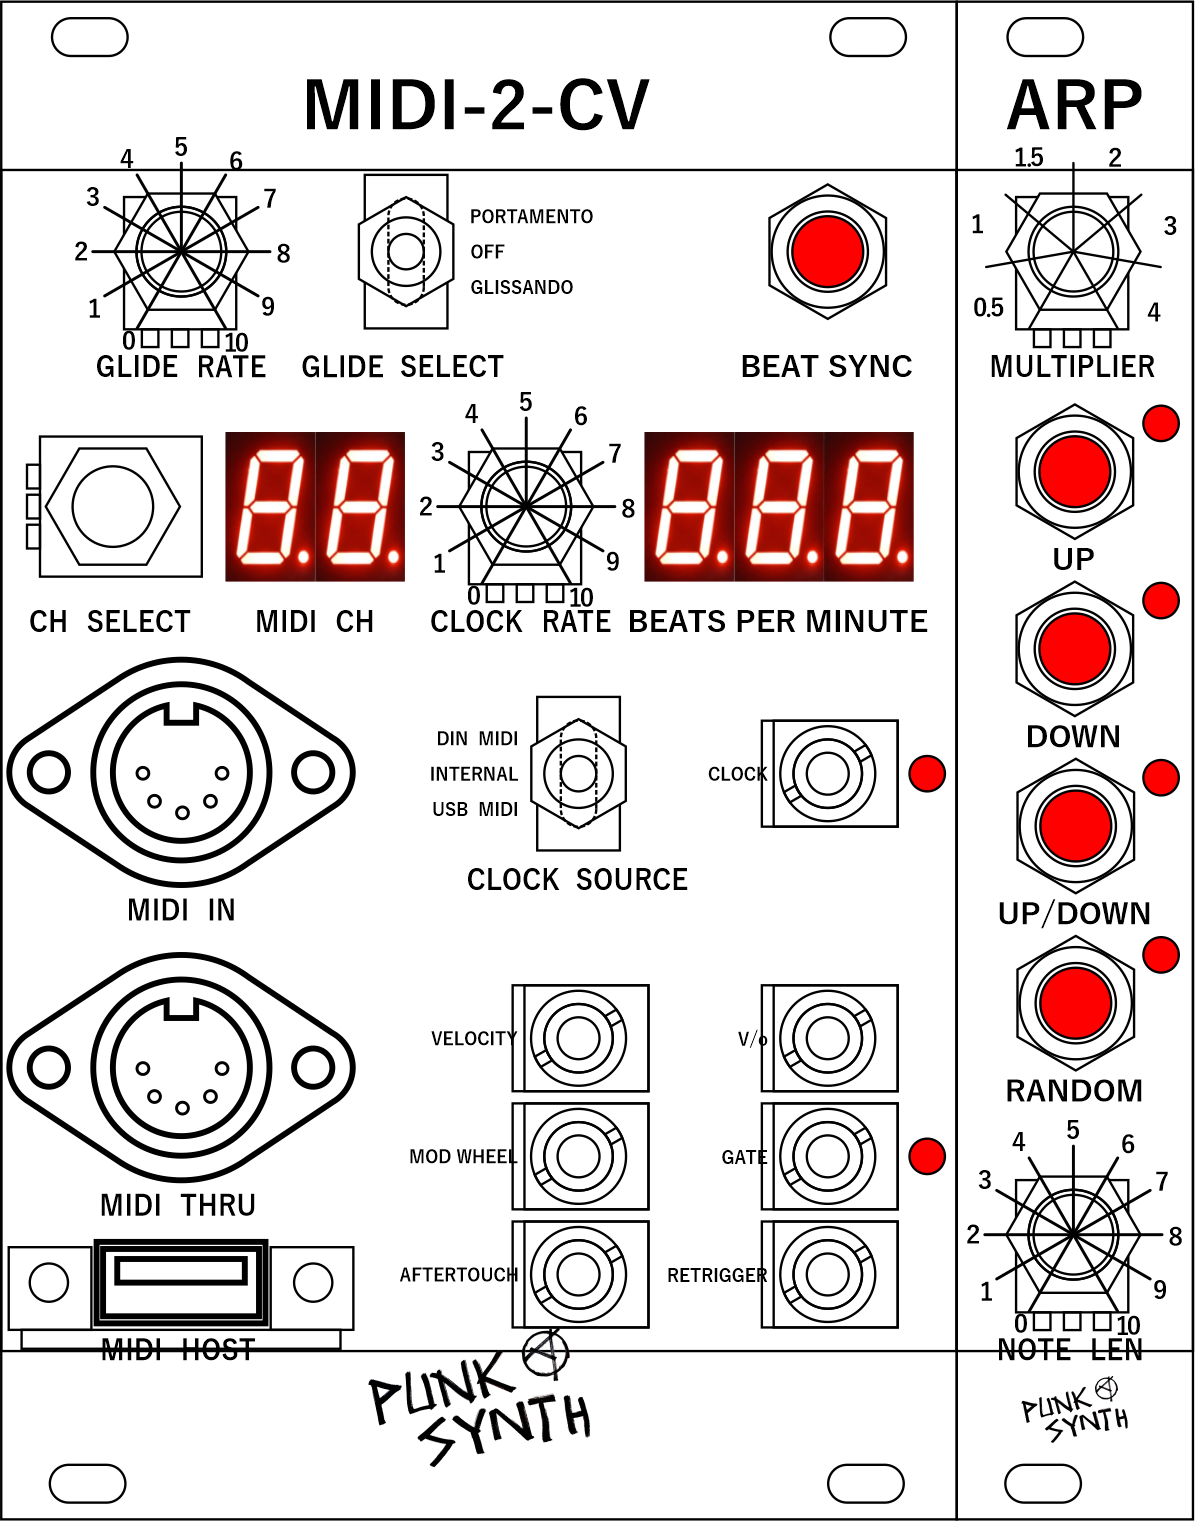 MIDI-2-CV
ARP
0 1 2 3 4 5 6 7 8 9 10
GLIDE RATE
PORTAMENTO
OFF
GLISSANDO
GLIDE SELECT
BEAT SYNC
0.5 1 1.5 2 3 4
MULTIPLIER
CH SELECT
8.8.
MIDI CH
0 1 2 3 4 5 6 7 8 9 10
CLOCK RATE
8.8.8.
BEATS PER MINUTE
UP
DOWN
UP/DOWN
RANDOM
MIDI IN
DIN MIDI
INTERNAL
USB MIDI
CLOCK SOURCE
CLOCK
MIDI THRU
VELOCITY
V/o
MOD WHEEL
GATE
AFTERTOUCH
RETRIGGER
MIDI HOST
0 1 2 3 4 5 6 7 8 9 10
NOTE LEN
PUNK A
SYNTH
PUNK A
SYNTH